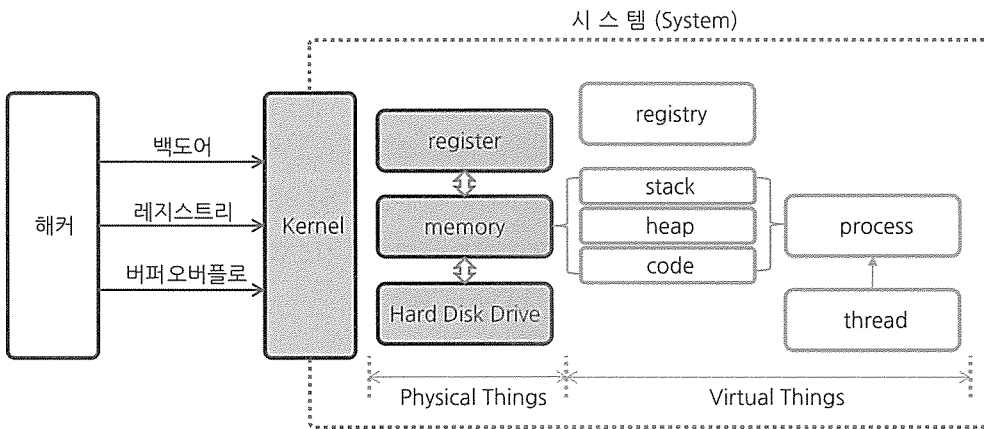 시 스 템 (System)
해커
백도어
레지스트리
버퍼오버플로
Kernel
register
memory
Hard Disk Drive
registry
stack
heap
code
process
thread
Physical Things
Virtual Things